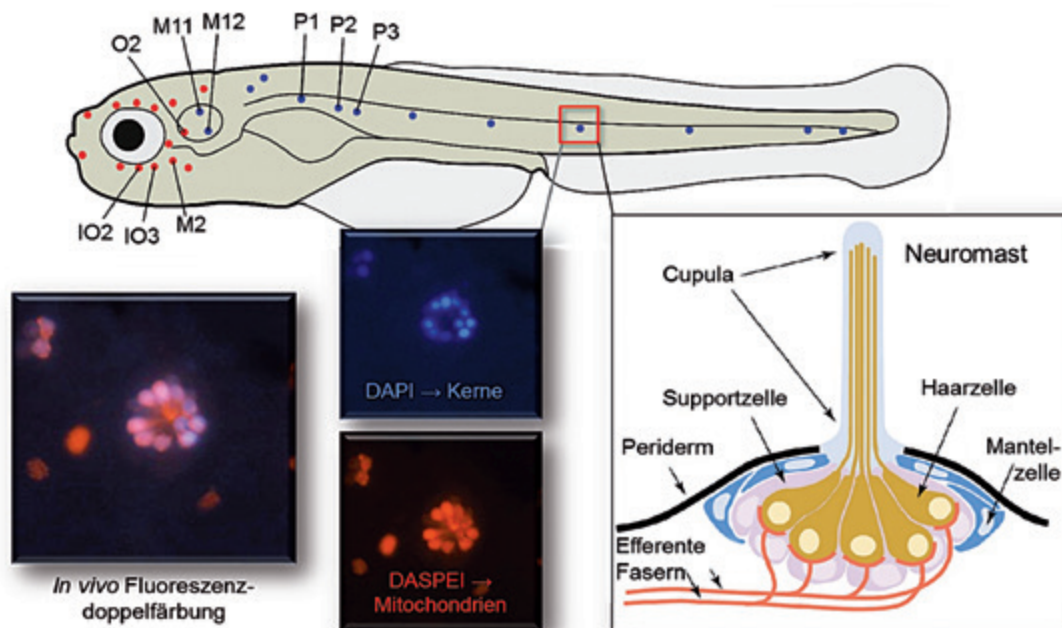 O2
M11
M12
P1
P2
P3
IO2
IO3
M2
DAPI → Kerne
DASPEI →
Mitochondrien
In vivo Fluoreszenz-
doppelfärbung
Neuromast
Cupula
Supportzelle
Haarzelle
Periderm
Mantel-
zelle
Efferente
Fasern